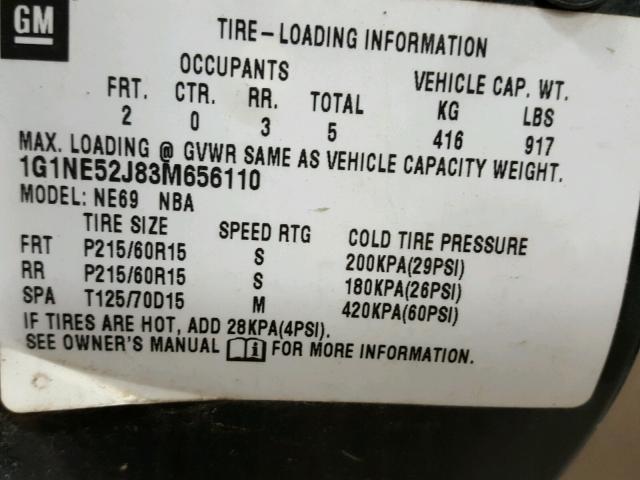 GM
TIRE-LOADING INFORMATION
OCCUPANTS VEHICLE CAP. WT.
FRT. CTR. RR. TOTAL KG LBS
2 0 3 5 416 917
MAX. LOADING @ GVWR SAME AS VEHICLE CAPACITY WEIGHT.
1G1NE52J83M656110
MODEL: NE69 NBA
TIRE SIZE SPEED RTG COLD TIRE PRESSURE
FRT P215/60R15 S 200KPA(29PSI)
RR P215/60R15 S 180KPA(26PSI)
SPA T125/70D15 M 420KPA(60PSI)
IF TIRES ARE HOT, ADD 28KPA(4PSI).
SEE OWNER'S MANUAL i FOR MORE INFORMATION.